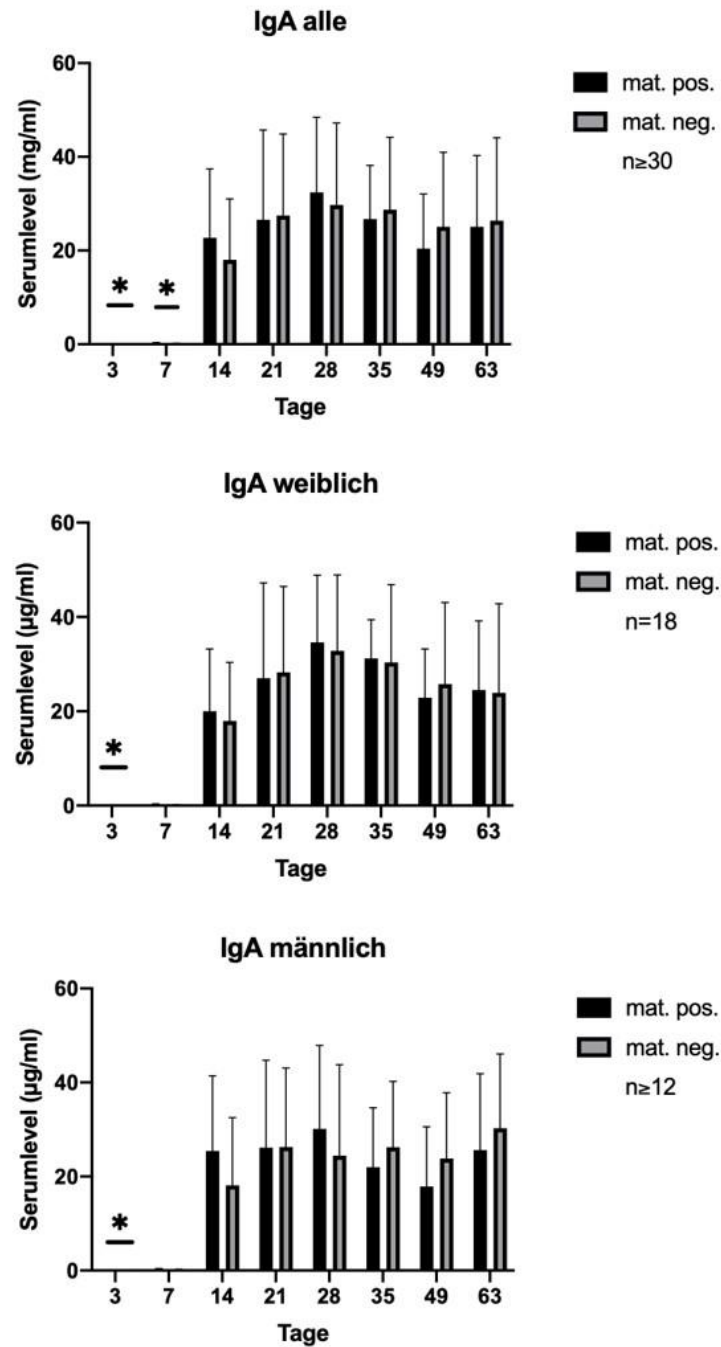 IgA alle
60
40
20
0
Serumlevel (mg/ml)
* *
3 7 14 21 28 35 49 63
Tage
mat. pos.
mat. neg.
n≥30
IgA weiblich
60
40
20
0
Serumlevel (µg/ml)
*
3 7 14 21 28 35 49 63
Tage
mat. pos.
mat. neg.
n=18
IgA männlich
60
40
20
0
Serumlevel (µg/ml)
*
3 7 14 21 28 35 49 63
Tage
mat. pos.
mat. neg.
n≥12